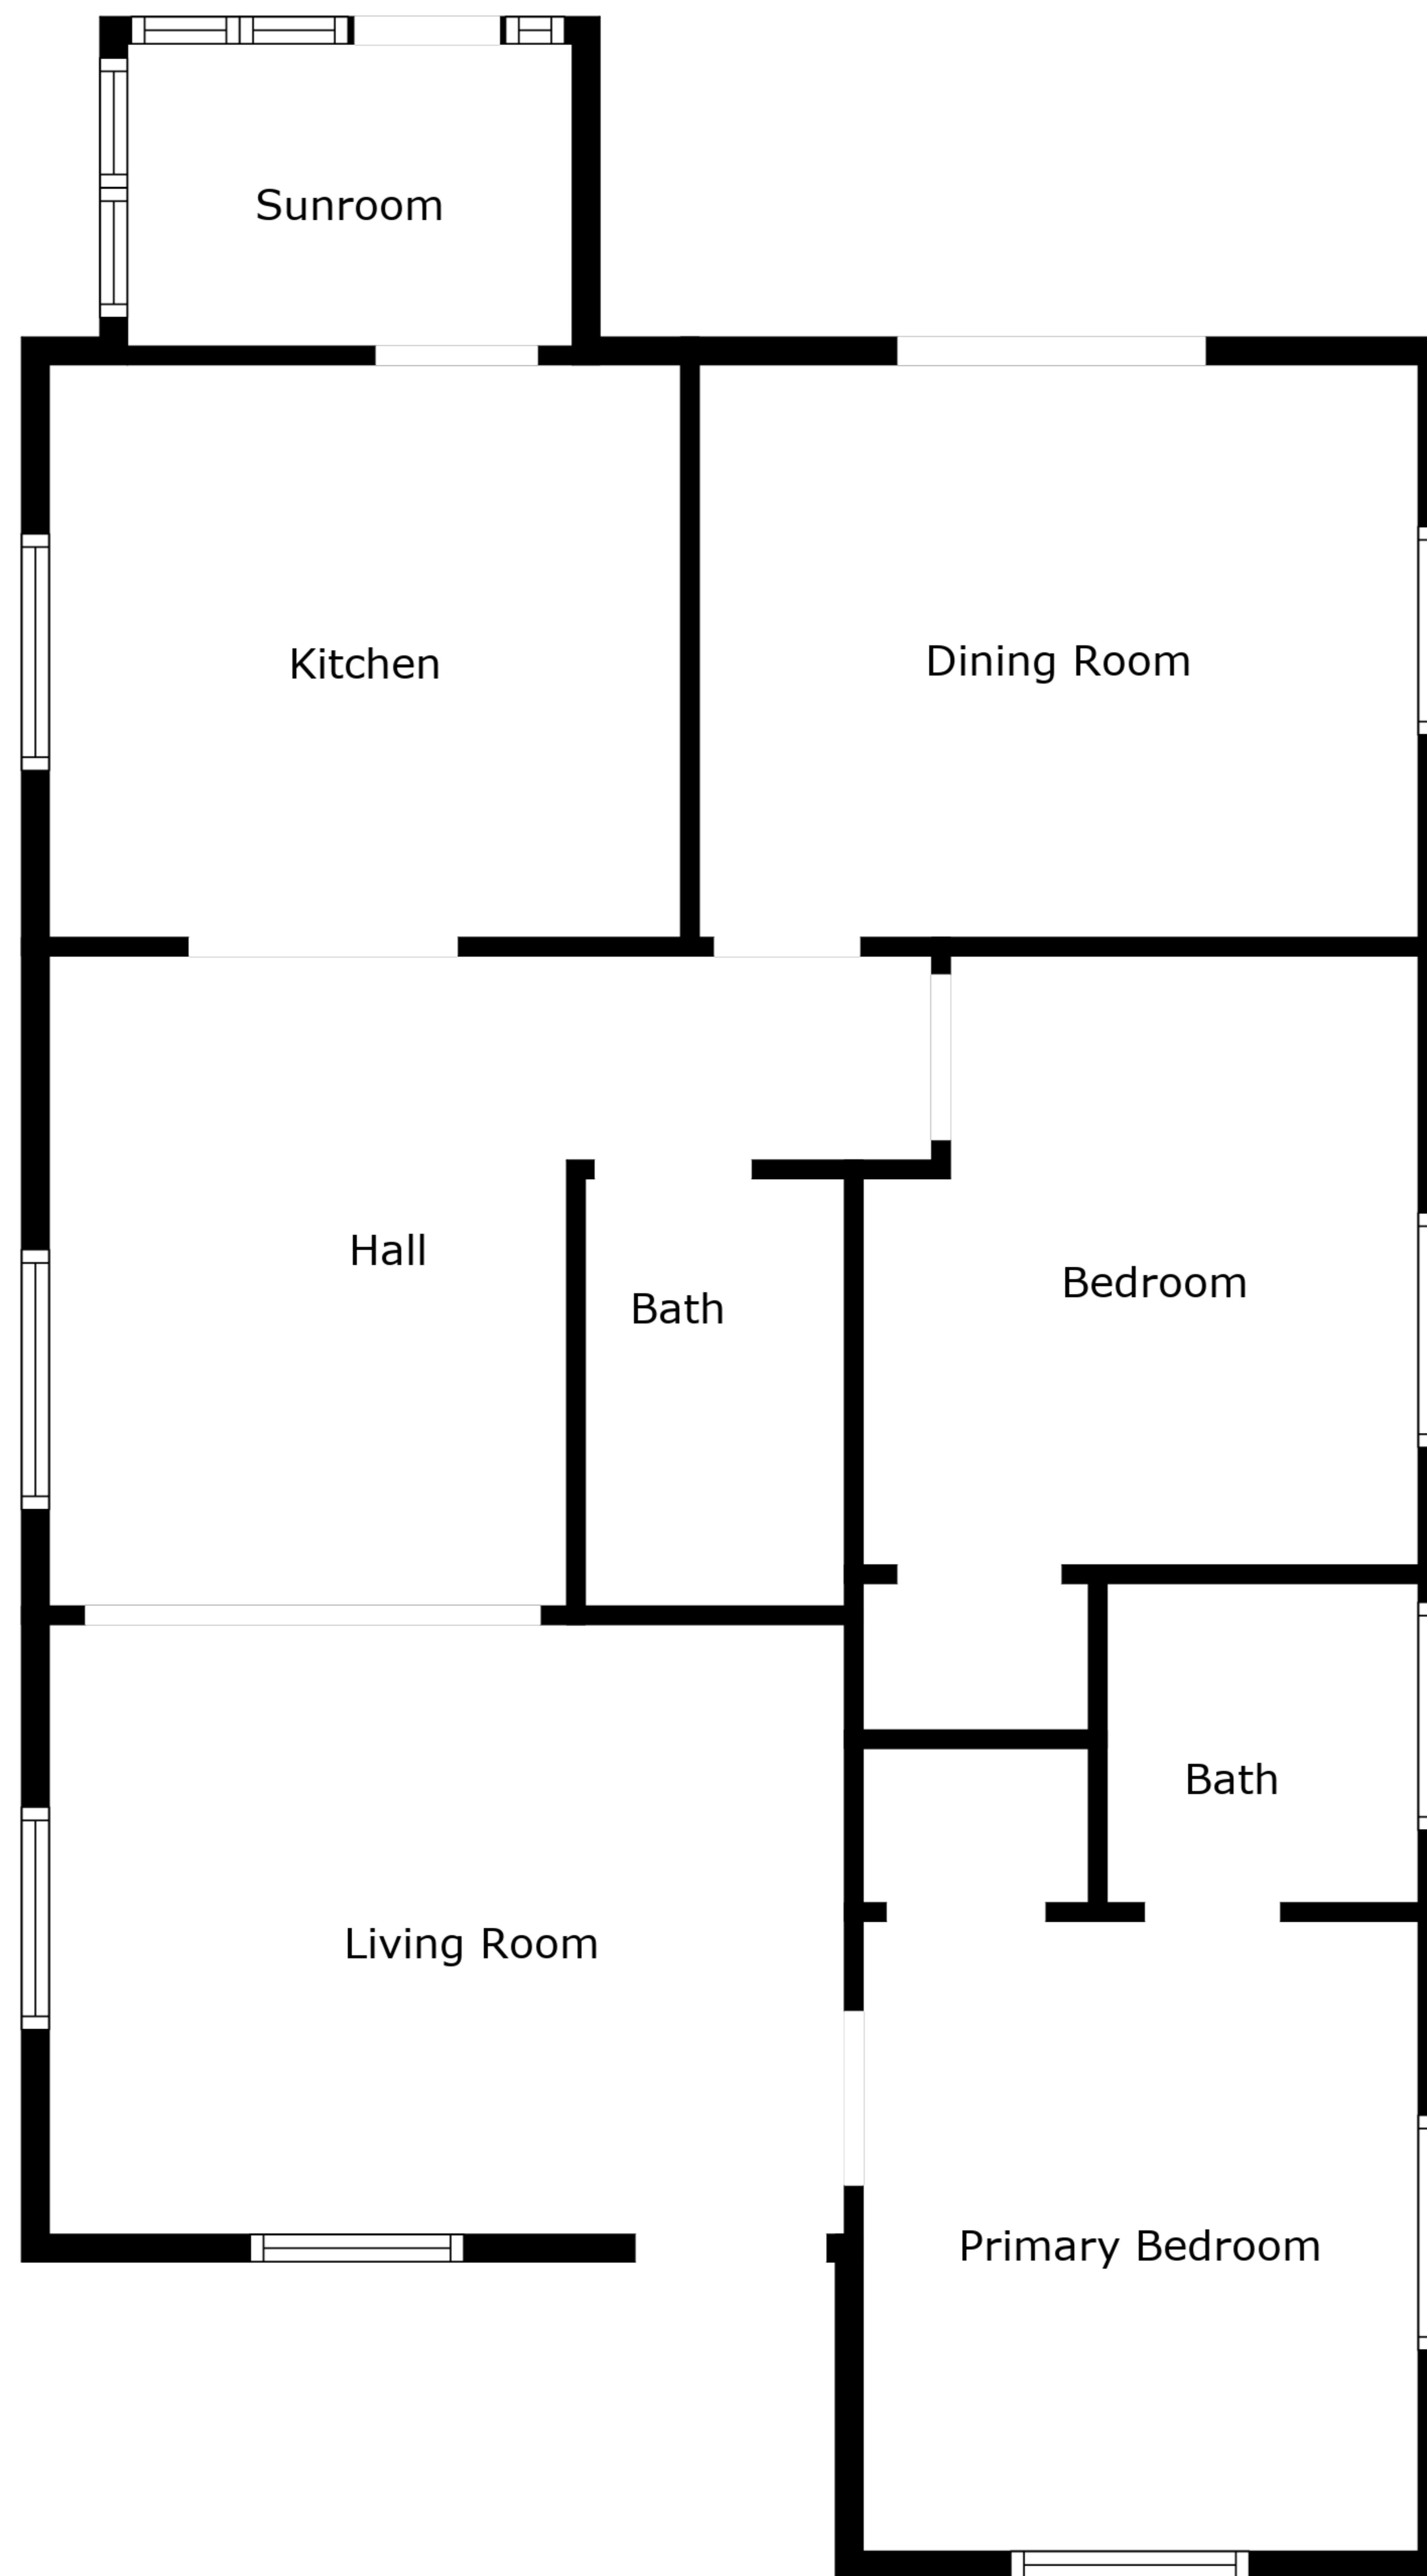 Sunroom
Kitchen
Dining Room
Hall
Bedroom
Bath
Bath
Living Room
Primary Bedroom